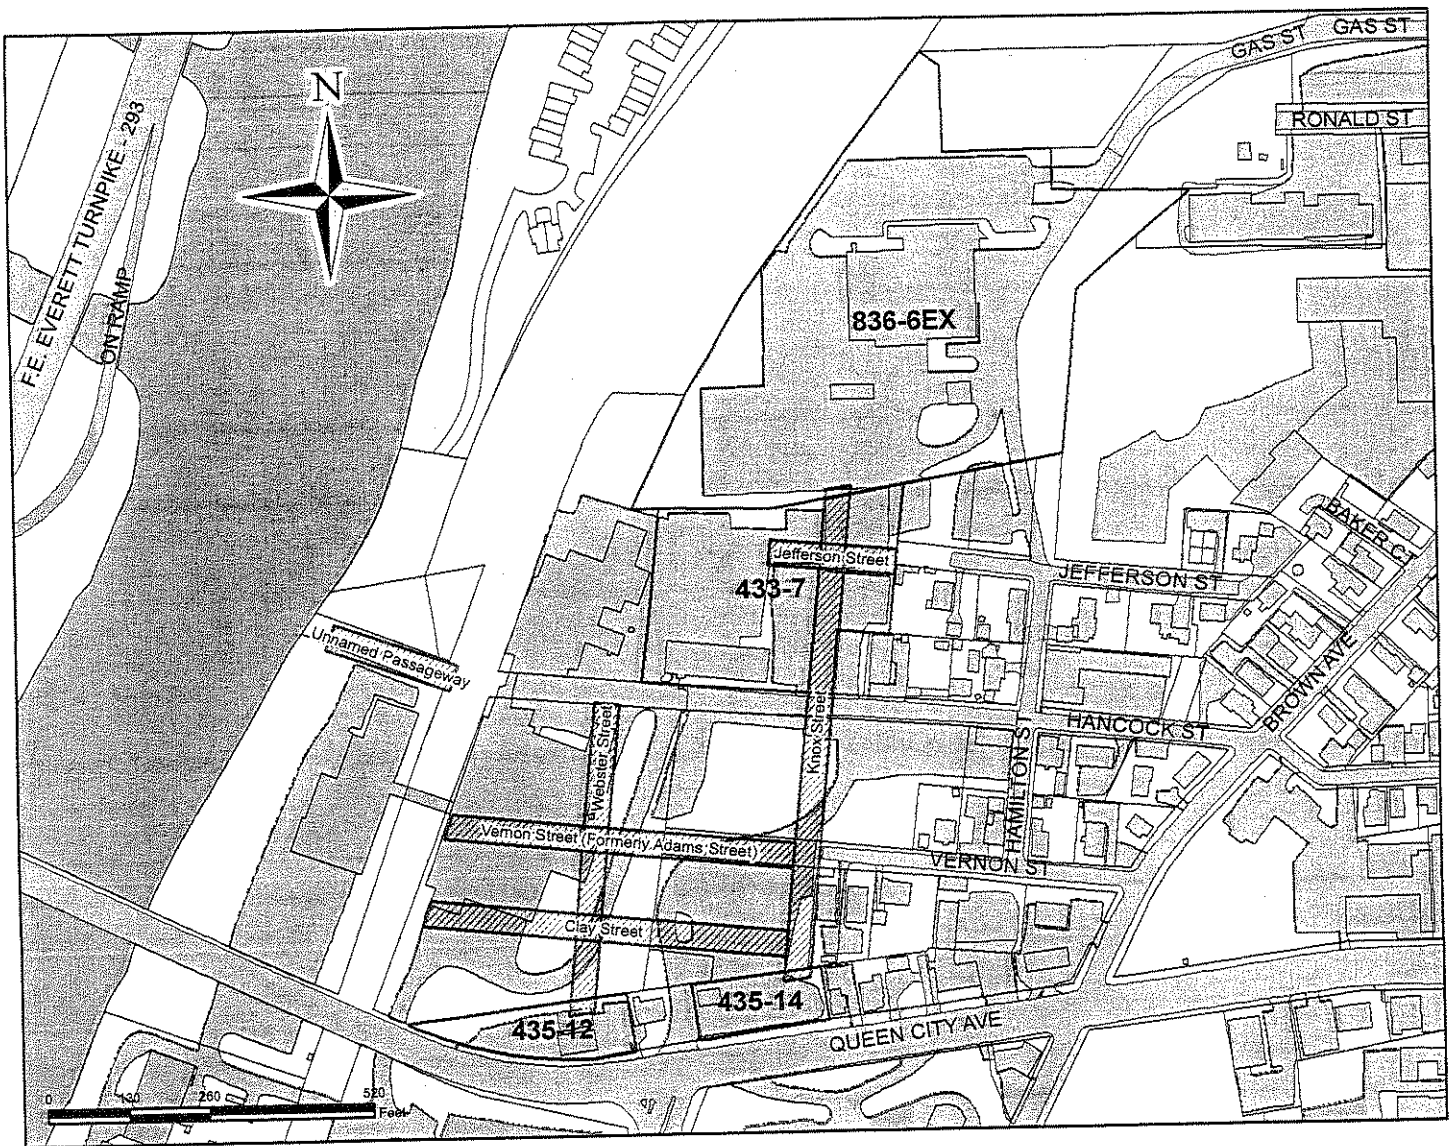 GAS ST
GAS ST
N
RONALD ST
F.E. EVERETT TURNPIKE - 293
ON RAMP
836-6EX
BAKER CT
Jefferson Street
JEFFERSON ST
433-7
Unnamed Passageway
BROWN AVE
Knox Street
Webster Street
HANCOCK ST
HAMILTON ST
Vernon Street (Formerly Adams Street)
VERNON ST
Clay Street
435-14
435-12
QUEEN CITY AVE
0 130 260 520
Feet